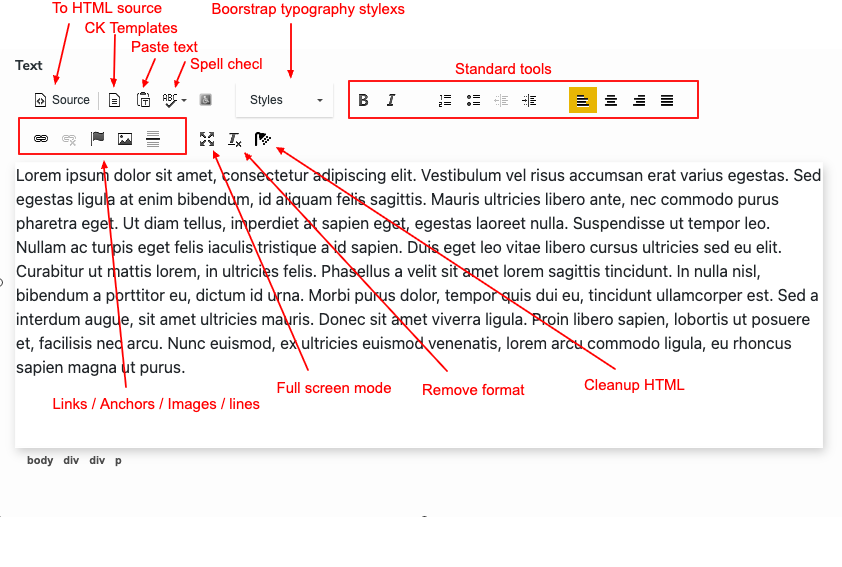 To HTML source
Boorstrap typography stylexs
CK Templates
Paste text
Text
Spell checl
Standard tools
Source
ABC
Styles
B I
Lorem ipsum dolor sit amet, consectetur adipiscing elit. Vestibulum vel risus accumsan erat varius egestas. Sed
egestas ligula at enim bibendum, id aliquam felis sagittis. Mauris ultricies libero ante, nec commodo purus
pharetra eget. Ut diam tellus, imperdiet at sapien eget, egestas laoreet nulla. Suspendisse ut tempor leo.
Nullam ac turpis eget felis iaculis tristique a id sapien. Duis eget leo vitae libero cursus ultricies sed eu elit.
Curabitur ut mattis lorem, in ultricies felis. Phasellus a velit sit amet lorem sagittis tincidunt. In nulla nisl,
bibendum a porttitor eu, dictum id urna. Morbi purus dolor, tempor quis dui eu, tincidunt ullamcorper est. Sed a
interdum augue, sit amet ultricies mauris. Donec sit amet viverra ligula. Proin libero sapien, lobortis ut posuere
et, facilisis nec arcu. Nunc euismod, ex ultricies euismod venenatis, lorem arcu commodo ligula, eu rhoncus
sapien magna ut purus.
Full screen mode
Remove format
Cleanup HTML
Links / Anchors / Images / lines
body div div p